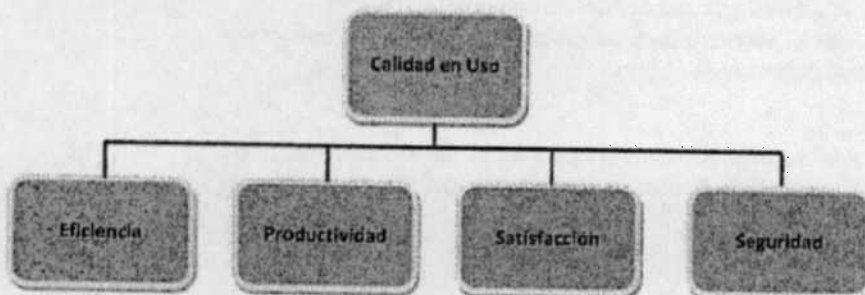 Calidad en Uso
Eficiencia
Productividad
Satisfacción
Seguridad